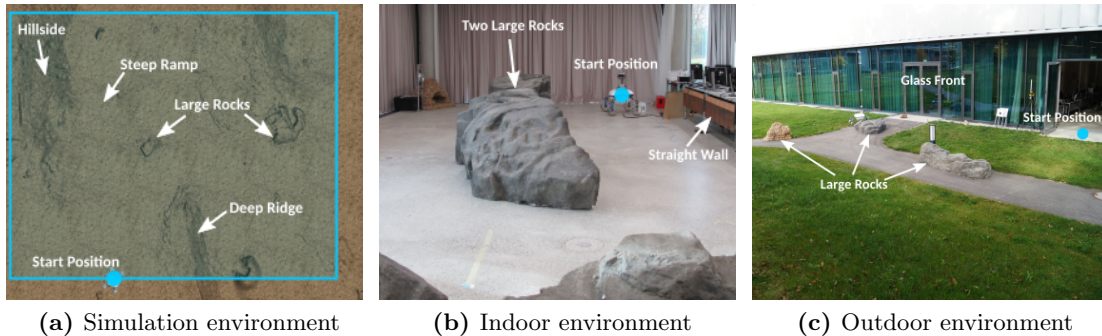 Hillside
Steep Ramp
Large Rocks
Deep Ridge
Start Position
Two Large Rocks
Start Position
Straight Wall
Glass Front
Start Position
Large Rocks
(a) Simulation environment
(b) Indoor environment
(c) Outdoor environment